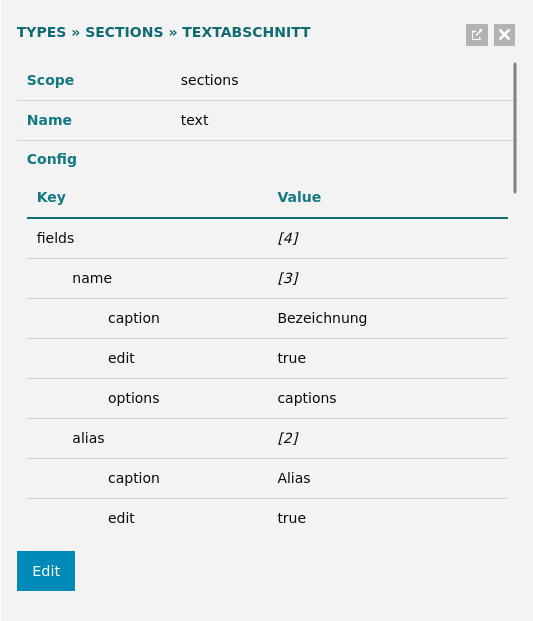 TYPES » SECTIONS » TEXTABSCHNITT
Scope sections
Name text
Config
Key Value
fields [4]
name [3]
caption Bezeichnung
edit true
options captions
alias [2]
caption Alias
edit true
Edit